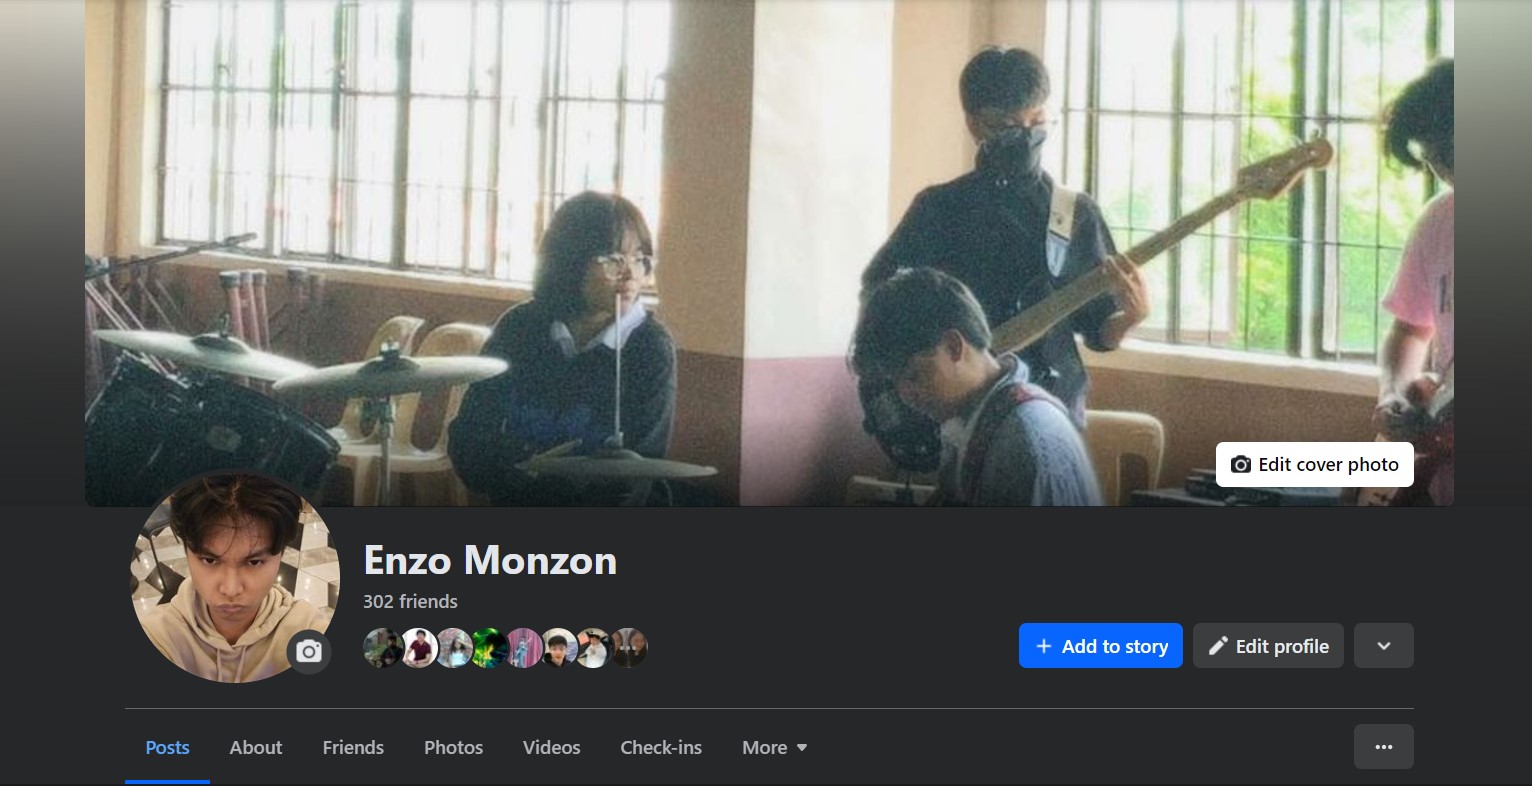 Edit cover photo
Enzo Monzon
302 friends
Add to story
Edit profile
Posts
About
Friends
Photos
Videos
Check-ins
More